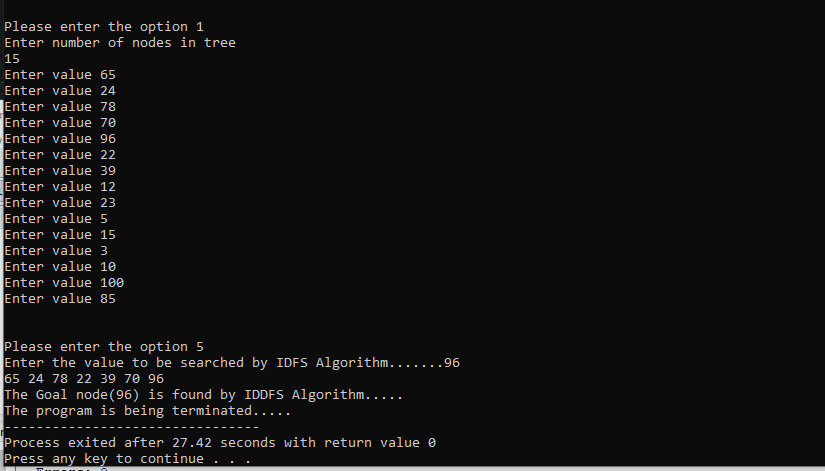 Please enter the option 1
Enter number of nodes in tree
15
Enter value 65
Enter value 24
Enter value 78
Enter value 70
Enter value 96
Enter value 22
Enter value 39
Enter value 12
Enter value 23
Enter value 5
Enter value 15
Enter value 3
Enter value 10
Enter value 100
Enter value 85
Please enter the option 5
Enter the value to be searched by IDFS Algorithm.......96
65 24 78 22 39 70 96
The Goal node(96) is found by IDDFS Algorithm.....
The program is being terminated.....
--------------------------------
Process exited after 27.42 seconds with return value 0
Press any key to continue . . .